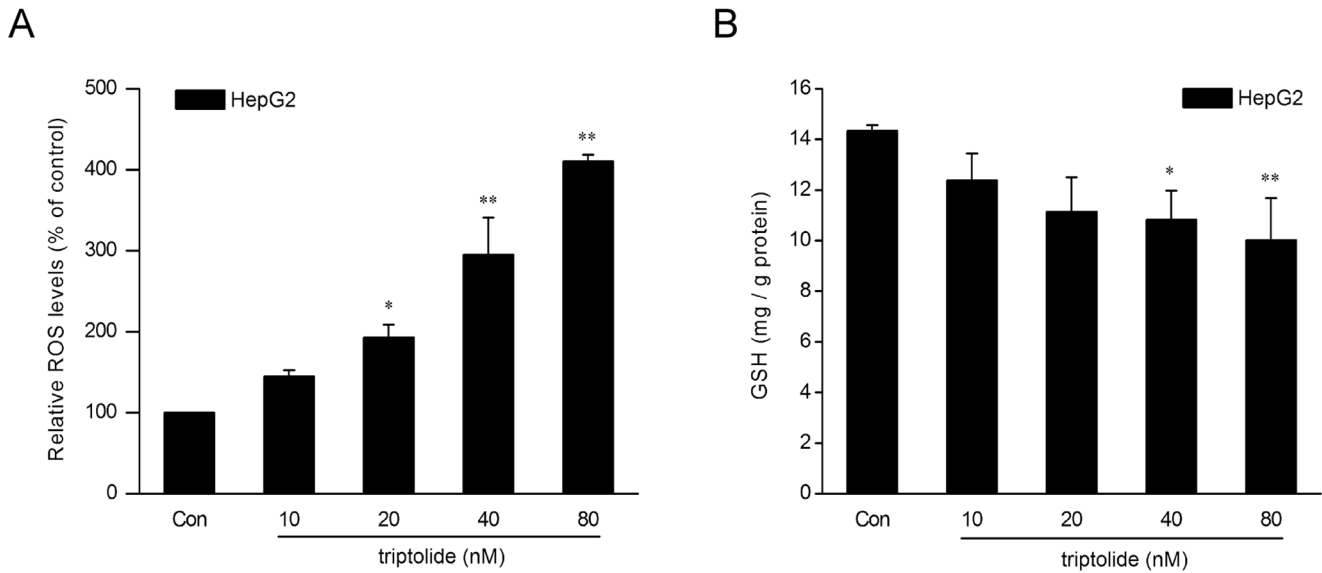 A
Relative ROS levels (% of control)
500
400
300
200
100
0
HepG2
*
**
**
Con 10 20 40 80
triptolide (nM)
B
GSH (mg / g protein)
16
14
12
10
8
6
4
2
0
HepG2
*
**
Con 10 20 40 80
triptolide (nM)